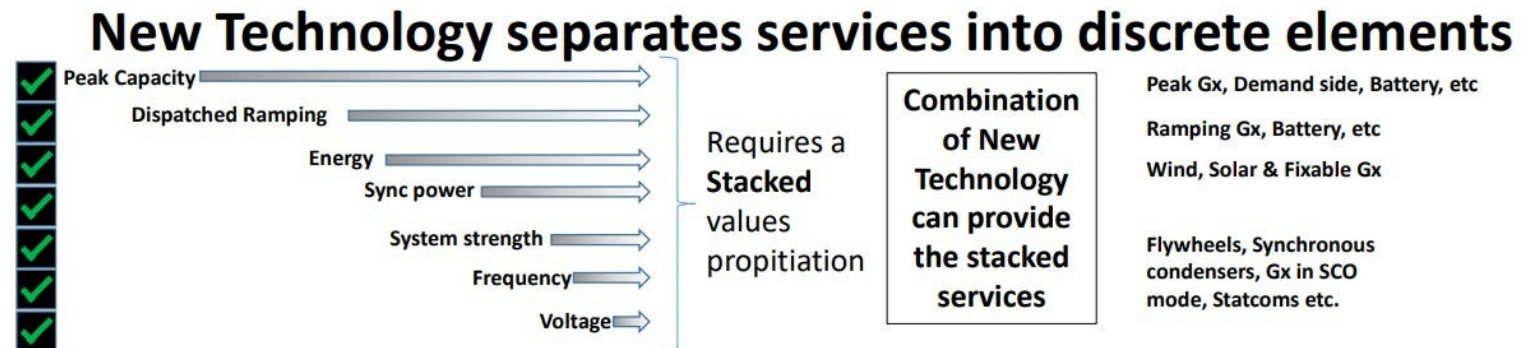 New Technology separates services into discrete elements
Peak Capacity
Dispatched Ramping
Energy
Sync power
System strength
Frequency
Voltage
Requires a
Stacked
values
propitiation
Combination
of New
Technology
can provide
the stacked
services
Peak Gx, Demand side, Battery, etc
Ramping Gx, Battery, etc
Wind, Solar & Fixable Gx
Flywheels, Synchronous
condensers, Gx in SCO
mode, Statcoms etc.